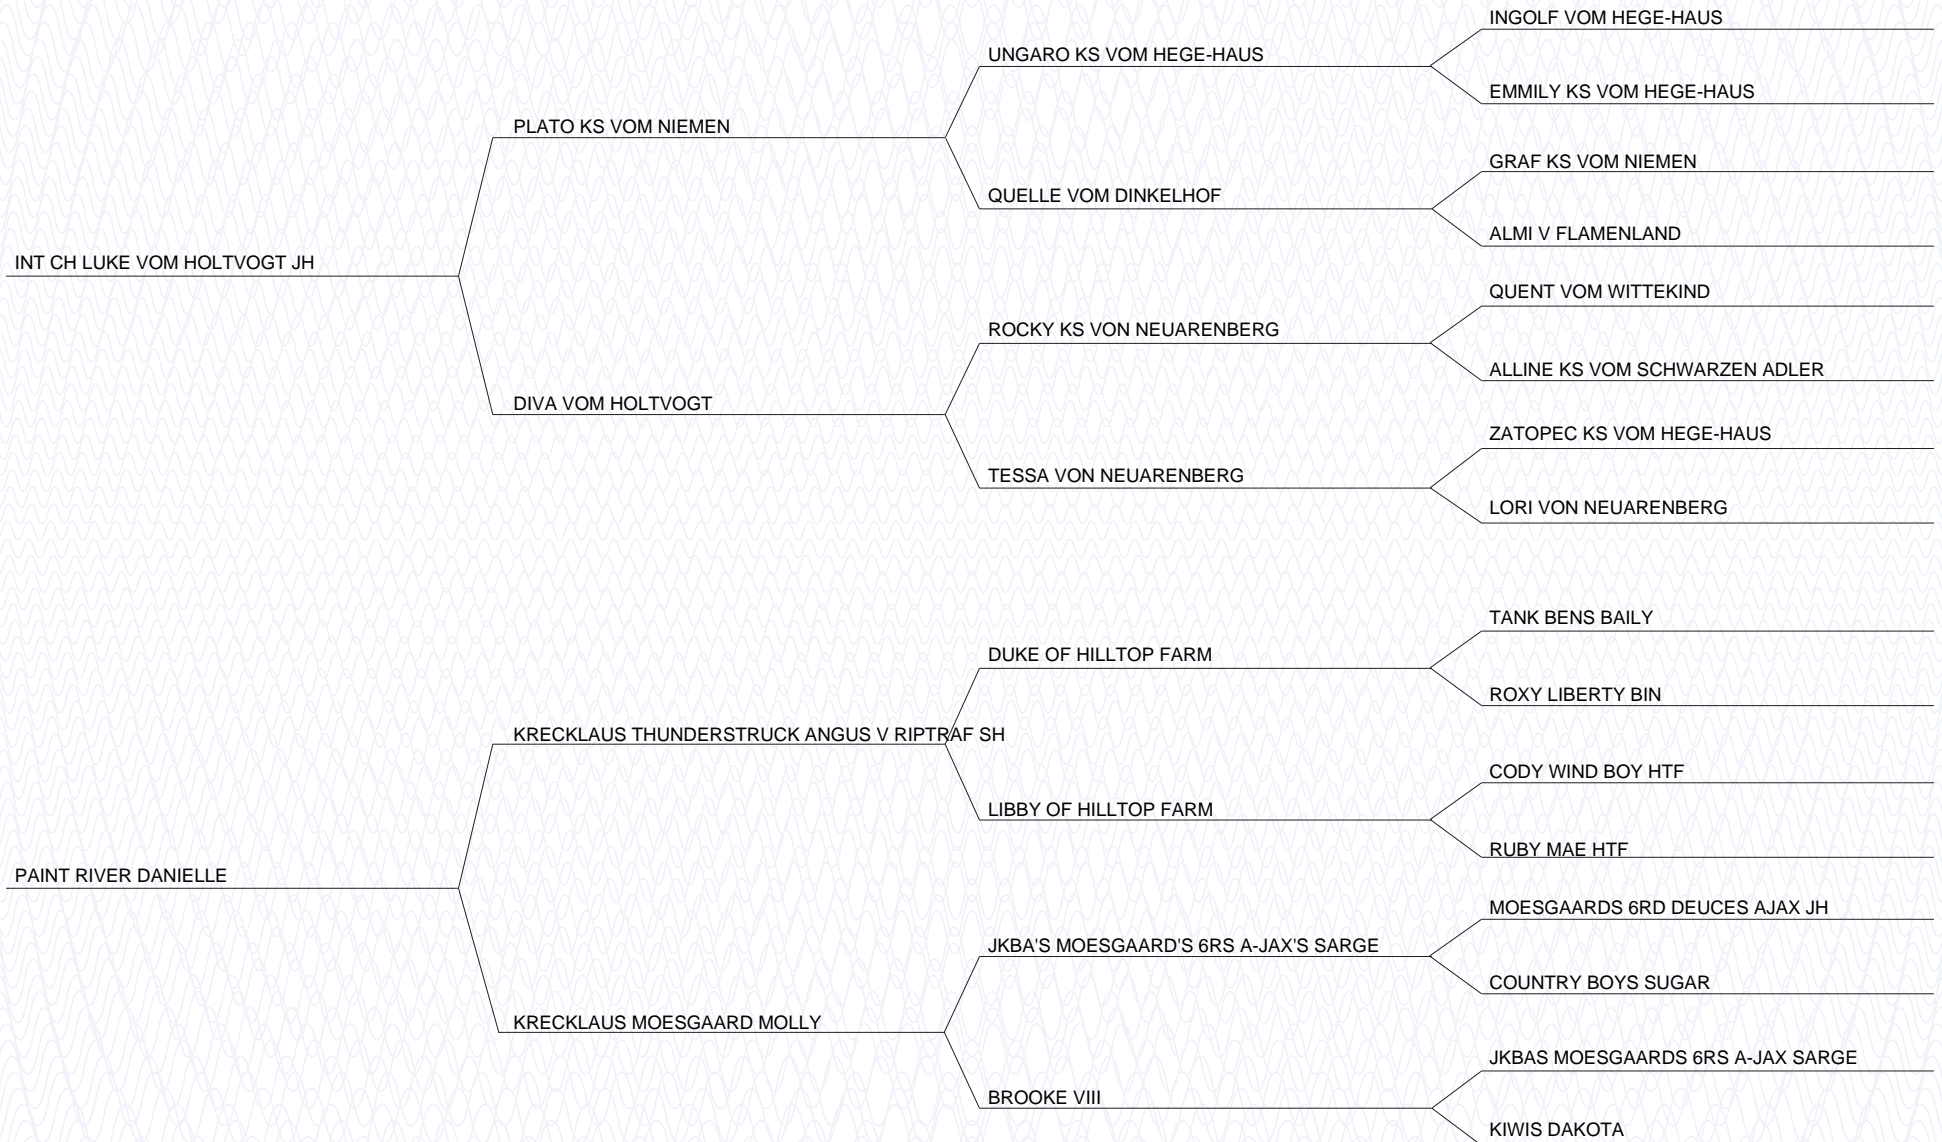 INGOLF VOM HEGE-HAUS
UNGARO KS VOM HEGE-HAUS
EMMILY KS VOM HEGE-HAUS
PLATO KS VOM NIEMEN
GRAF KS VOM NIEMEN
QUELLE VOM DINKELHOF
ALMI V FLAMENLAND
INT CH LUKE VOM HOLTVOGT JH
QUENT VOM WITTEKIND
ROCKY KS VON NEUARENBERG
ALLINE KS VOM SCHWARZEN ADLER
DIVA VOM HOLTVOGT
ZATOPEC KS VOM HEGE-HAUS
TESSA VON NEUARENBERG
LORI VON NEUARENBERG
TANK BENS BAILY
DUKE OF HILLTOP FARM
ROXY LIBERTY BIN
KRECKLAUS THUNDERSTRUCK ANGUS V RIPTRAF SH
CODY WIND BOY HTF
LIBBY OF HILLTOP FARM
RUBY MAE HTF
PAINT RIVER DANIELLE
MOESGAARDS 6RD DEUCES AJAX JH
JKBA'S MOESGAARD'S 6RS A-JAX'S SARGE
COUNTRY BOYS SUGAR
KRECKLAUS MOESGAARD MOLLY
JKBAS MOESGAARDS 6RS A-JAX SARGE
BROOKE VIII
KIWIS DAKOTA